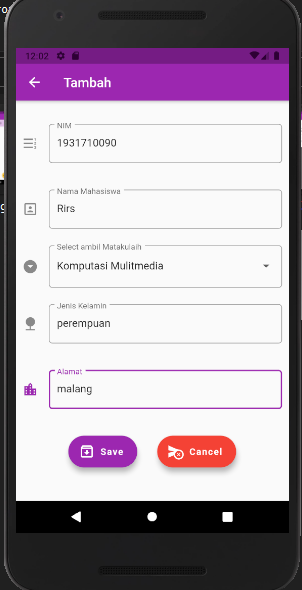 12:02
Tambah
NIM
1931710090
Nama Mahasiswa
Rirs
Select ambil Matakulaih
Komputasi Mulitmedia
Jenis Kelamin
perempuan
Alamat
malang
Save
Cancel